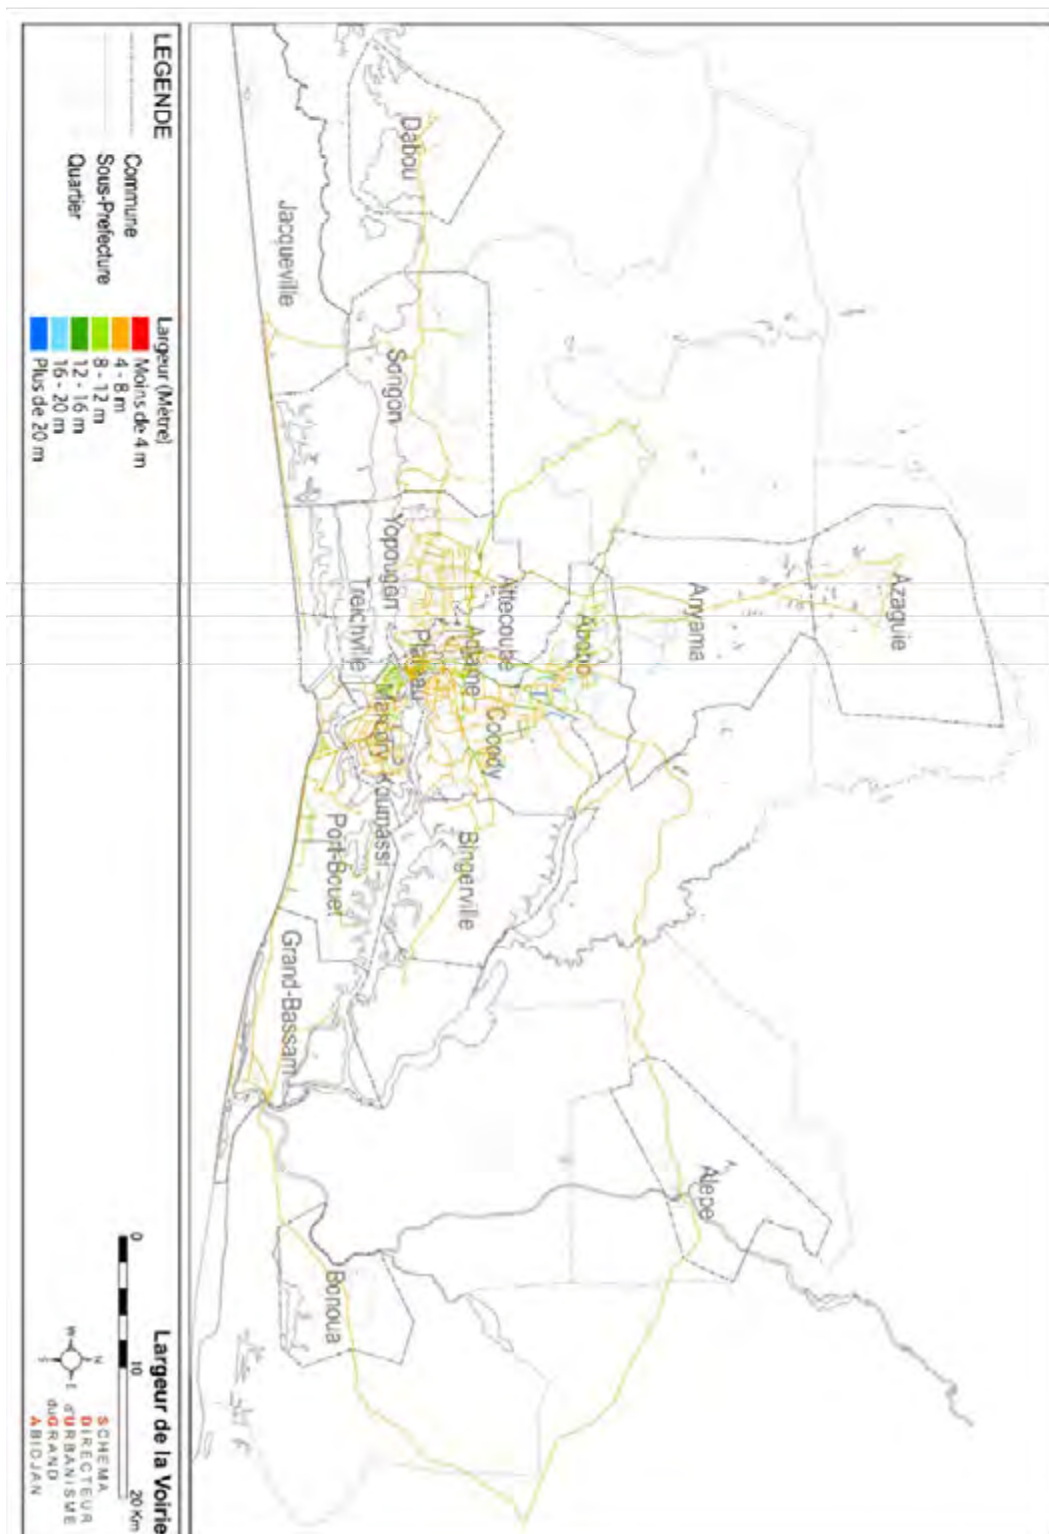 Azaguie
Anyama
Alepe
Abobo
Attecoube
Adjame
Cocody
Bingerville
Dabou
Songon
Yopougon
Plateau
Treichville
Marcory
Koumassi
Port-Bouet
Jacqueville
Grand-Bassam
Bonoua
LEGENDE
Commune
Sous-Prefecture
Quartier
Largeur (Mètre)
Moins de 4 m
4 - 8 m
8 - 12 m
12 - 16 m
16 - 20 m
Plus de 20 m
Largeur de la Voirie
0 10 20 Km
N
W E
S
SCHEMA
DIRECTEUR
d'URBANISME
du GRAND
ABIDJAN